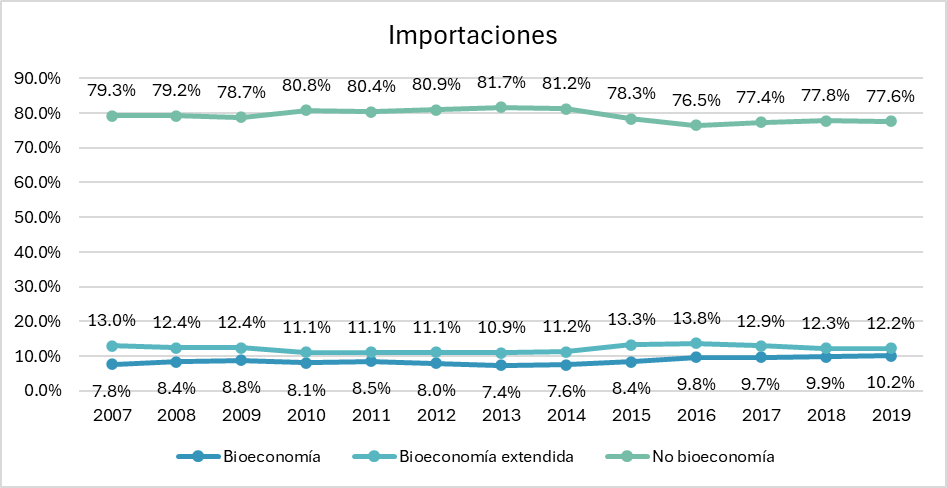 Importaciones
90.0%
79.3% 79.2% 78.7% 80.8% 80.4% 80.9% 81.7% 81.2% 78.3% 76.5% 77.4% 77.8% 77.6%
80.0%
70.0%
60.0%
50.0%
40.0%
30.0%
20.0%
13.0% 12.4% 12.4% 11.1% 11.1% 11.1% 10.9% 11.2% 13.3% 13.8% 12.9% 12.3% 12.2%
10.0%
0.0%
7.8% 8.4% 8.8% 8.1% 8.5% 8.0% 7.4% 7.6% 8.4% 9.8% 9.7% 9.9% 10.2%
2007 2008 2009 2010 2011 2012 2013 2014 2015 2016 2017 2018 2019
Bioeconomía Bioeconomía extendida No bioeconomía